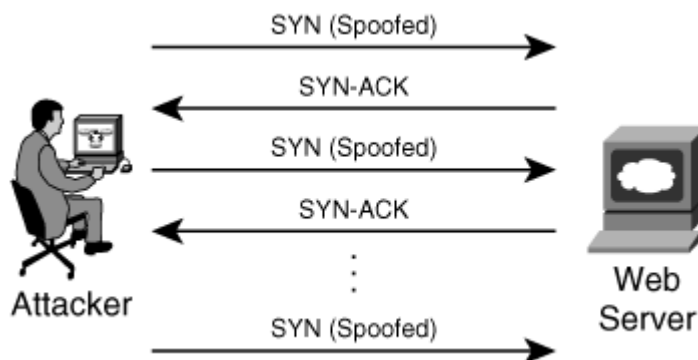 SYN (Spoofed)
SYN-ACK
SYN (Spoofed)
SYN-ACK
Attacker
Web
Server
SYN (Spoofed)